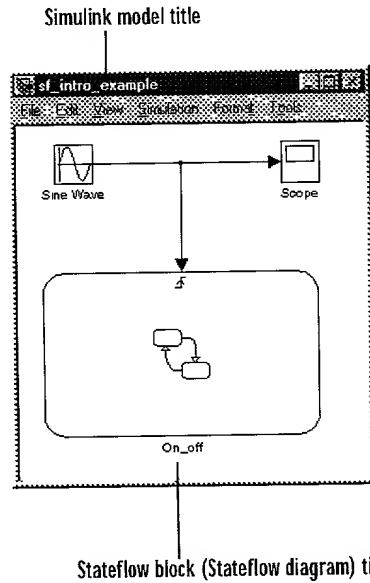 Simulink model title
sf_intro_example
File Edit View Simulation Format Tools
Sine Wave
Scope
On_off
Stateflow block (Stateflow diagram) ti